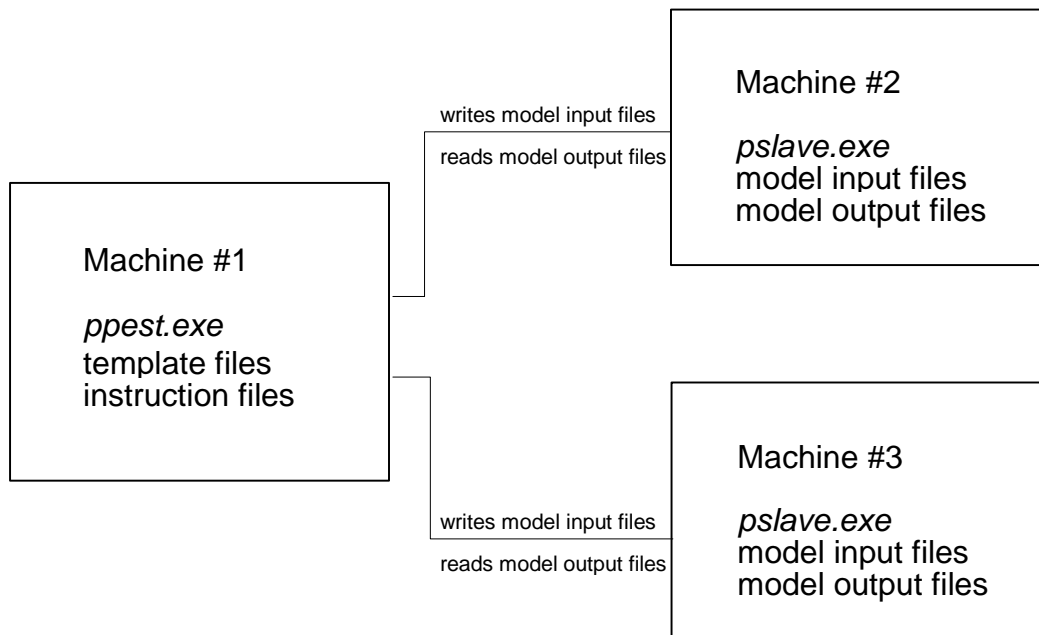 Machine #1
ppest.exe
template files
instruction files
writes model input files
reads model output files
Machine #2
pslave.exe
model input files
model output files
writes model input files
reads model output files
Machine #3
pslave.exe
model input files
model output files